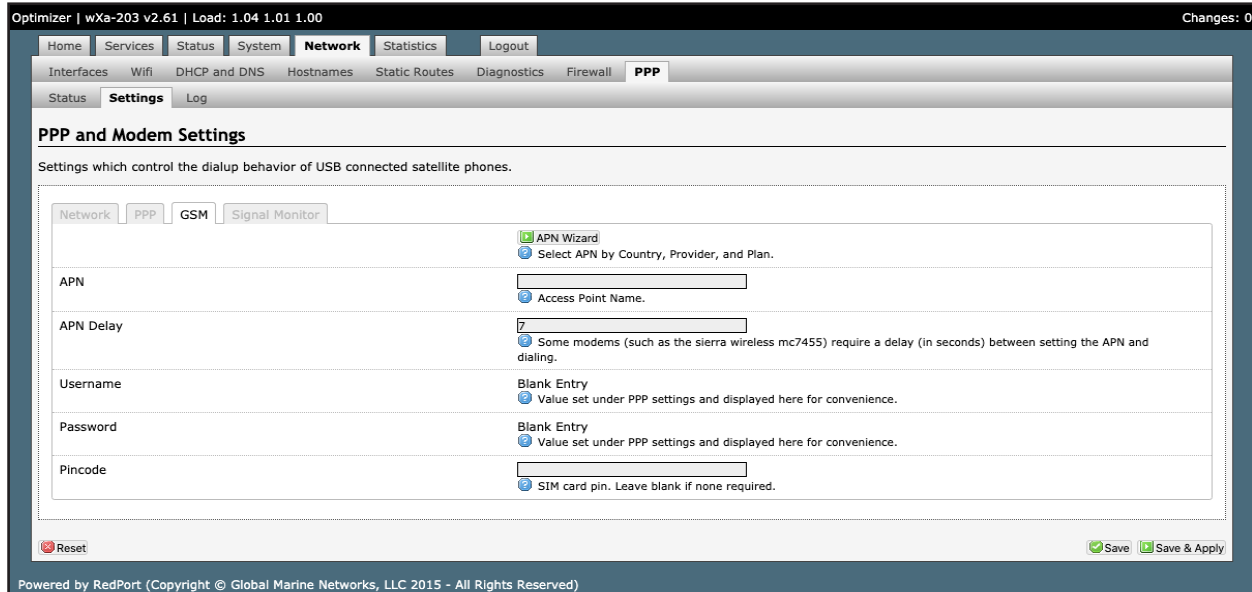 Optimizer | wXa-203 v2.61 | Load: 1.04 1.01 1.00 Changes: 0
Home Services Status System Network Statistics Logout
Interfaces Wifi DHCP and DNS Hostnames Static Routes Diagnostics Firewall PPP
Status Settings Log
PPP and Modem Settings
Settings which control the dialup behavior of USB connected satellite phones.
Network PPP GSM Signal Monitor
APN Wizard
Select APN by Country, Provider, and Plan.
APN
Access Point Name.
APN Delay 7
Some modems (such as the sierra wireless mc7455) require a delay (in seconds) between setting the APN and
dialing.
Username Blank Entry
Value set under PPP settings and displayed here for convenience.
Password Blank Entry
Value set under PPP settings and displayed here for convenience.
Pincode
SIM card pin. Leave blank if none required.
Reset Save Save & Apply
Powered by RedPort (Copyright © Global Marine Networks, LLC 2015 - All Rights Reserved)